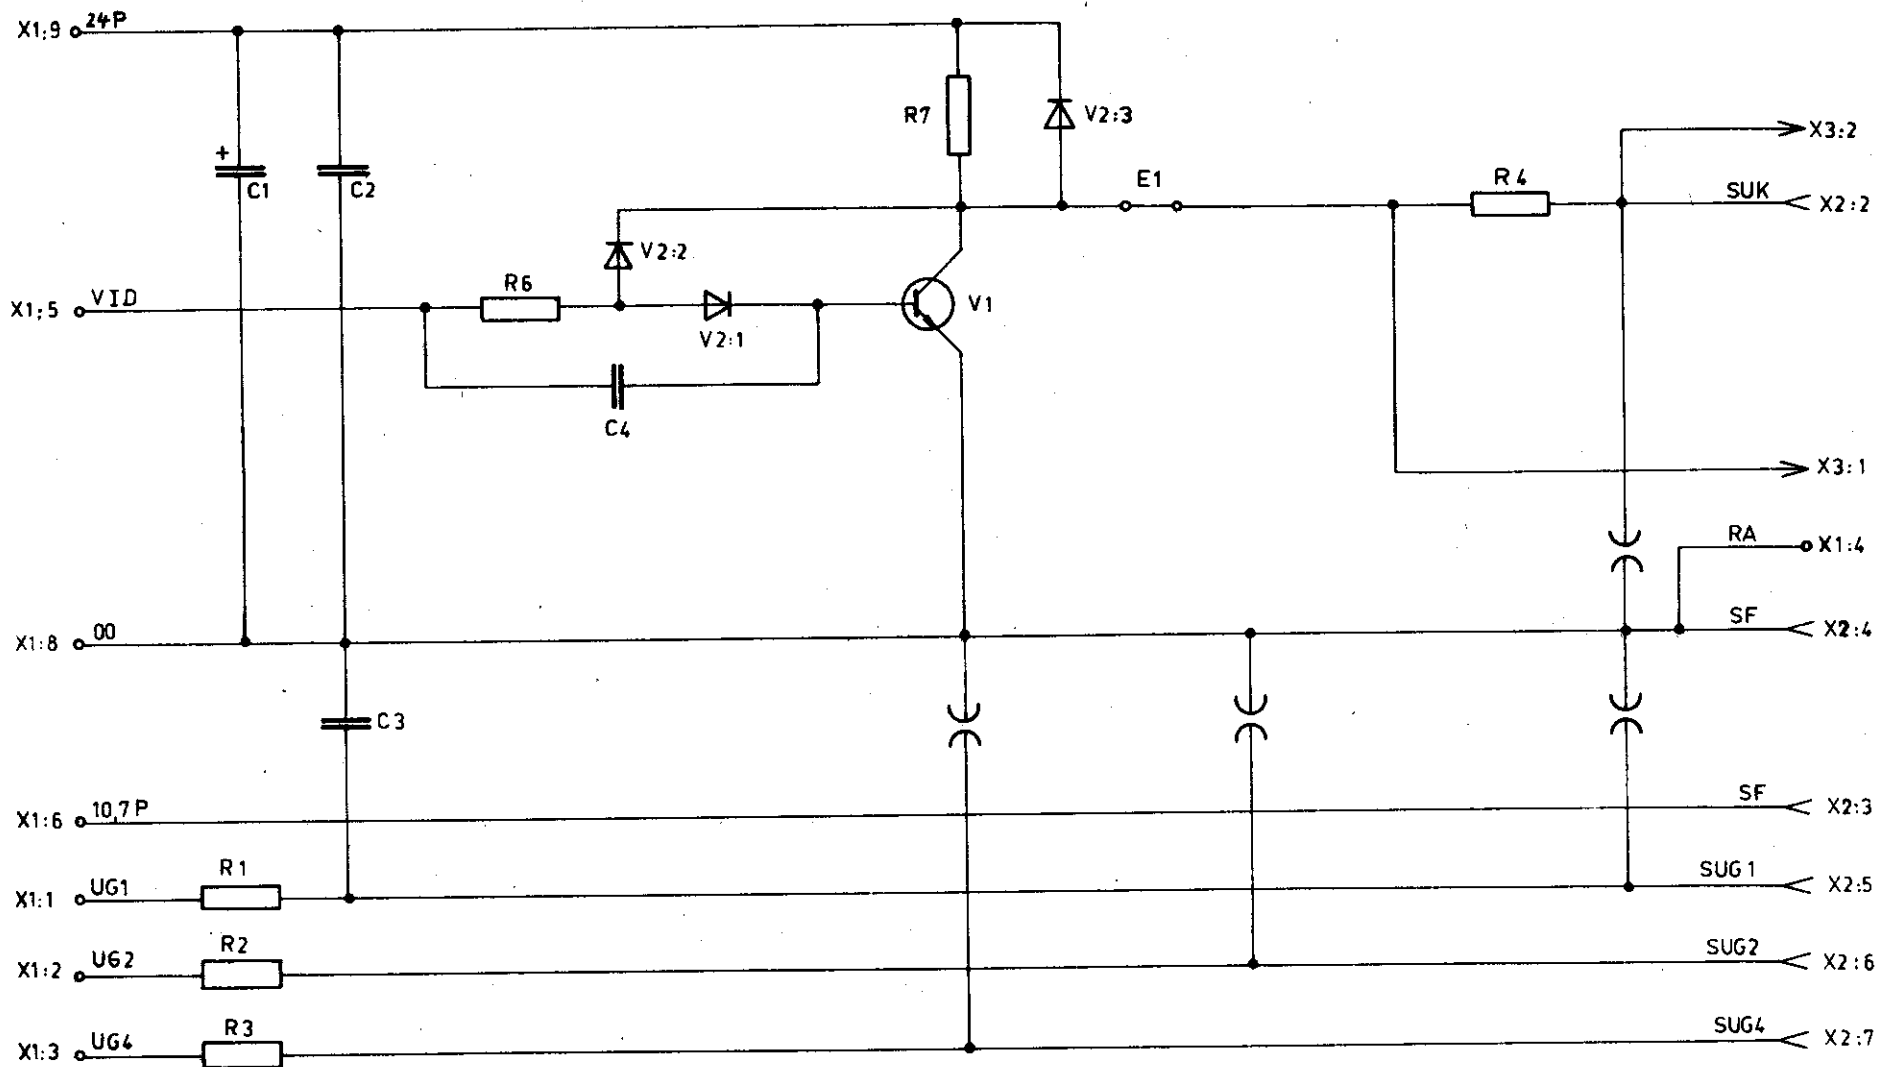 X1:9 24P
R7
V2:3
X3:2
+
C1
C2
E1
R4
SUK
X2:2
V2:2
X1;5 VID
R6
V1
V2:1
C4
X3:1
RA
X1:4
X1:8 00
SF
X2:4
C3
X1:6 10,7P
SF
X2:3
X1:1 UG1
R1
SUG1
X2:5
X1:2 UG2
R2
SUG2
X2:6
X1:3 UG4
R3
SUG4
X2:7